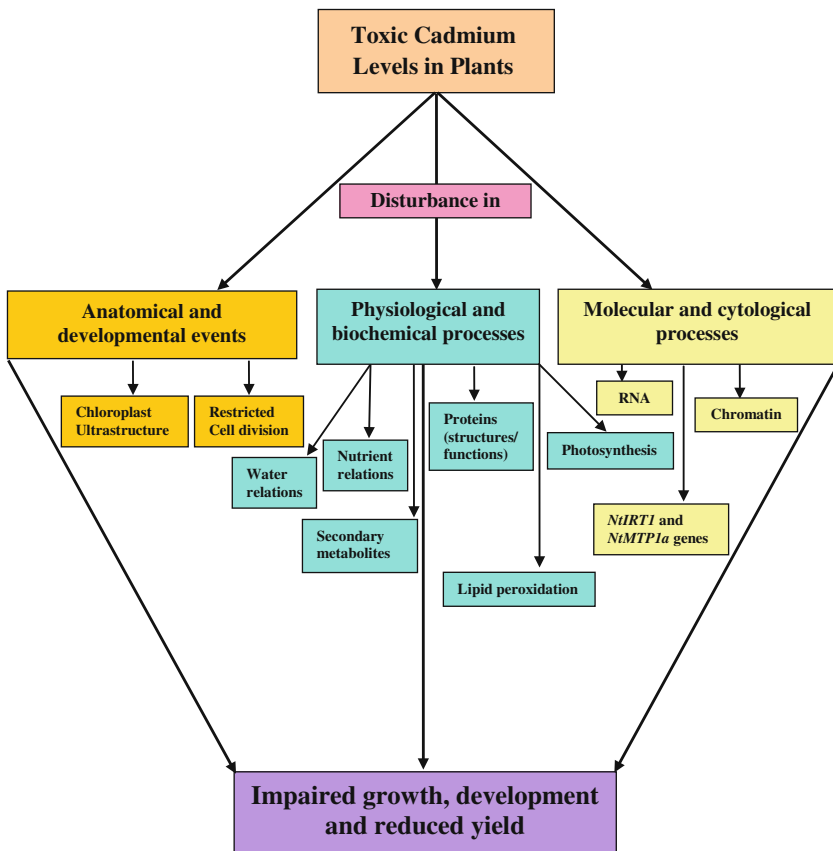 Toxic Cadmium
Levels in Plants
Disturbance in
Anatomical and
developmental events
Physiological and
biochemical processes
Molecular and cytological
processes
Chloroplast
Ultrastructure
Restricted
Cell division
Water
relations
Nutrient
relations
Secondary
metabolites
Proteins
(structures/
functions)
Lipid peroxidation
Photosynthesis
RNA
NtIRT1 and
NtMTP1a genes
Chromatin
Impaired growth, development
and reduced yield